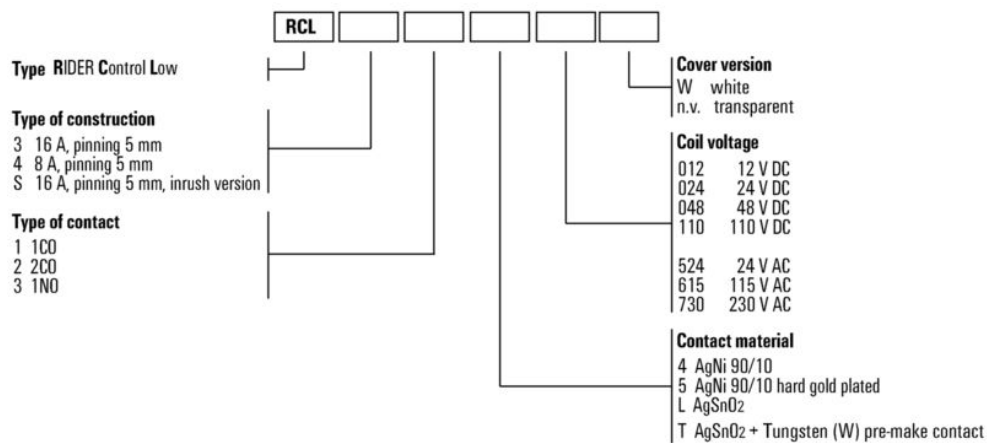 RCL
Type RIDER Control Low
Type of construction
3 16 A, pinning 5 mm
4 8 A, pinning 5 mm
S 16 A, pinning 5 mm, inrush version
Type of contact
1 1CO
2 2CO
3 1NO
Cover version
W white
n.v. transparent
Coil voltage
012 12 V DC
024 24 V DC
048 48 V DC
110 110 V DC
524 24 V AC
615 115 V AC
730 230 V AC
Contact material
4 AgNi 90/10
5 AgNi 90/10 hard gold plated
L AgSnO2
T AgSnO2 + Tungsten (W) pre-make contact